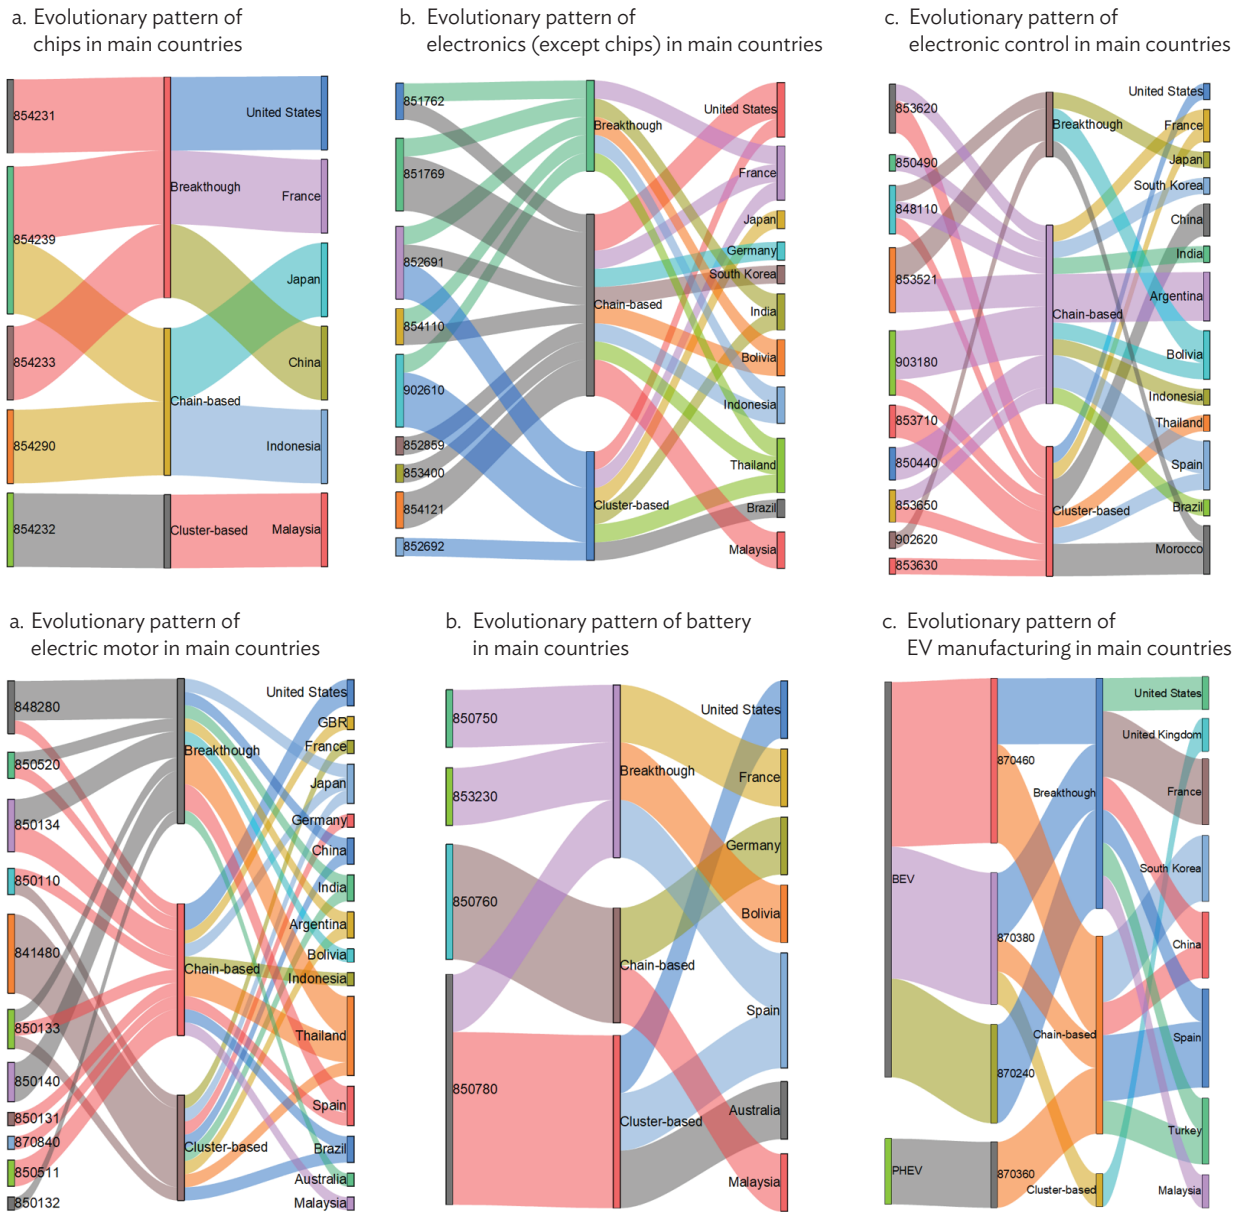 a. Evolutionary pattern of
chips in main countries
854231
854239
854233
854290
854232
Breakthough
Chain-based
Cluster-based
United States
France
Japan
China
Indonesia
Malaysia
b. Evolutionary pattern of
electronics (except chips) in main countries
851762
851769
852691
854110
902610
852859
853400
854121
852692
Breakthough
Chain-based
Cluster-based
United States
France
Japan
Germany
South Korea
India
Bolivia
Indonesia
Thailand
Brazil
Malaysia
c. Evolutionary pattern of
electronic control in main countries
853620
850490
848110
853521
903180
853710
850440
853650
902620
853630
Breakthough
Chain-based
Cluster-based
United States
France
Japan
South Korea
China
India
Argentina
Bolivia
Indonesia
Thailand
Spain
Brazil
Morocco
a. Evolutionary pattern of
electric motor in main countries
848280
850520
850134
850110
841480
850133
850140
850131
870840
850511
850132
Breakthough
Chain-based
Cluster-based
United States
GBR
France
Japan
Germany
China
India
Argentina
Bolivia
Indonesia
Thailand
Spain
Brazil
Australia
Malaysia
b. Evolutionary pattern of battery
in main countries
850750
853230
850760
850780
Breakthough
Chain-based
Cluster-based
United States
France
Germany
Bolivia
Spain
Australia
Malaysia
c. Evolutionary pattern of
EV manufacturing in main countries
BEV
PHEV
870460
870380
870240
870360
Breakthough
Chain-based
Cluster-based
United States
United Kingdom
France
South Korea
China
Spain
Turkey
Malaysia